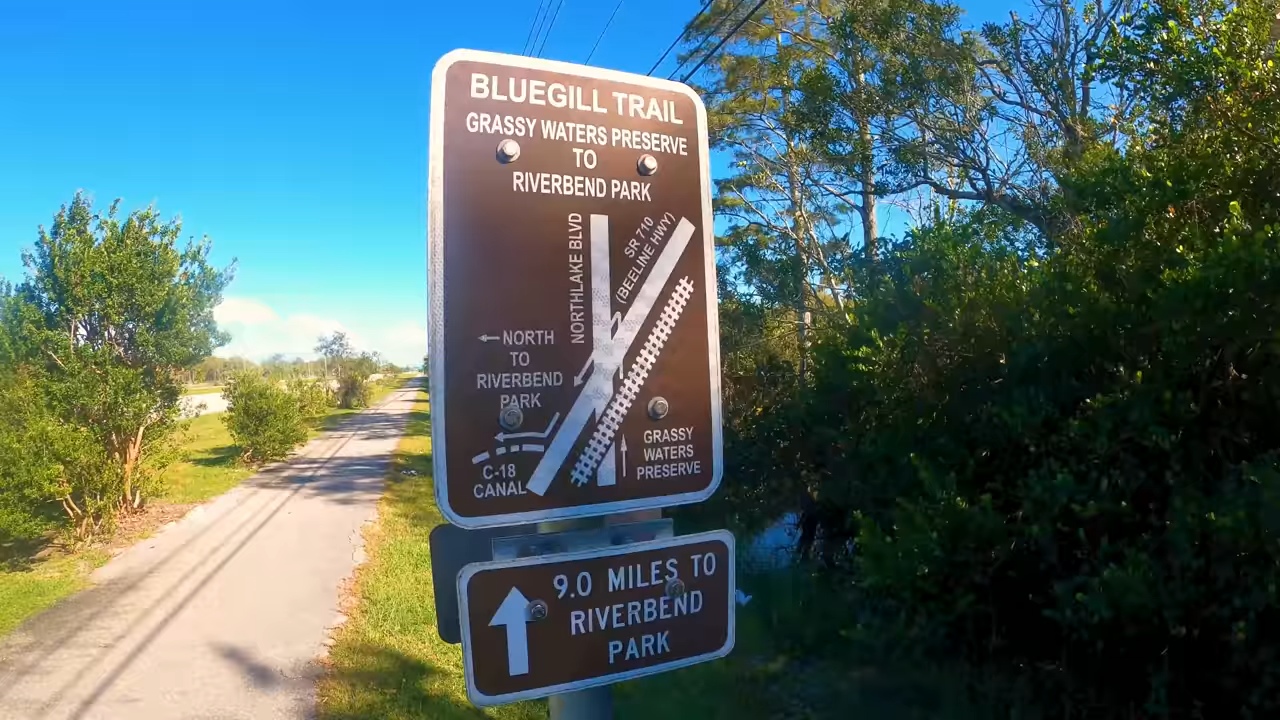 BLUEGILL TRAIL
GRASSY WATERS PRESERVE
TO
RIVERBEND PARK
NORTHLAKE BLVD
SR 710
(BEELINE HWY)
NORTH
TO
RIVERBEND
PARK
C-18
CANAL
GRASSY
WATERS
PRESERVE
9.0 MILES TO
RIVERBEND
PARK